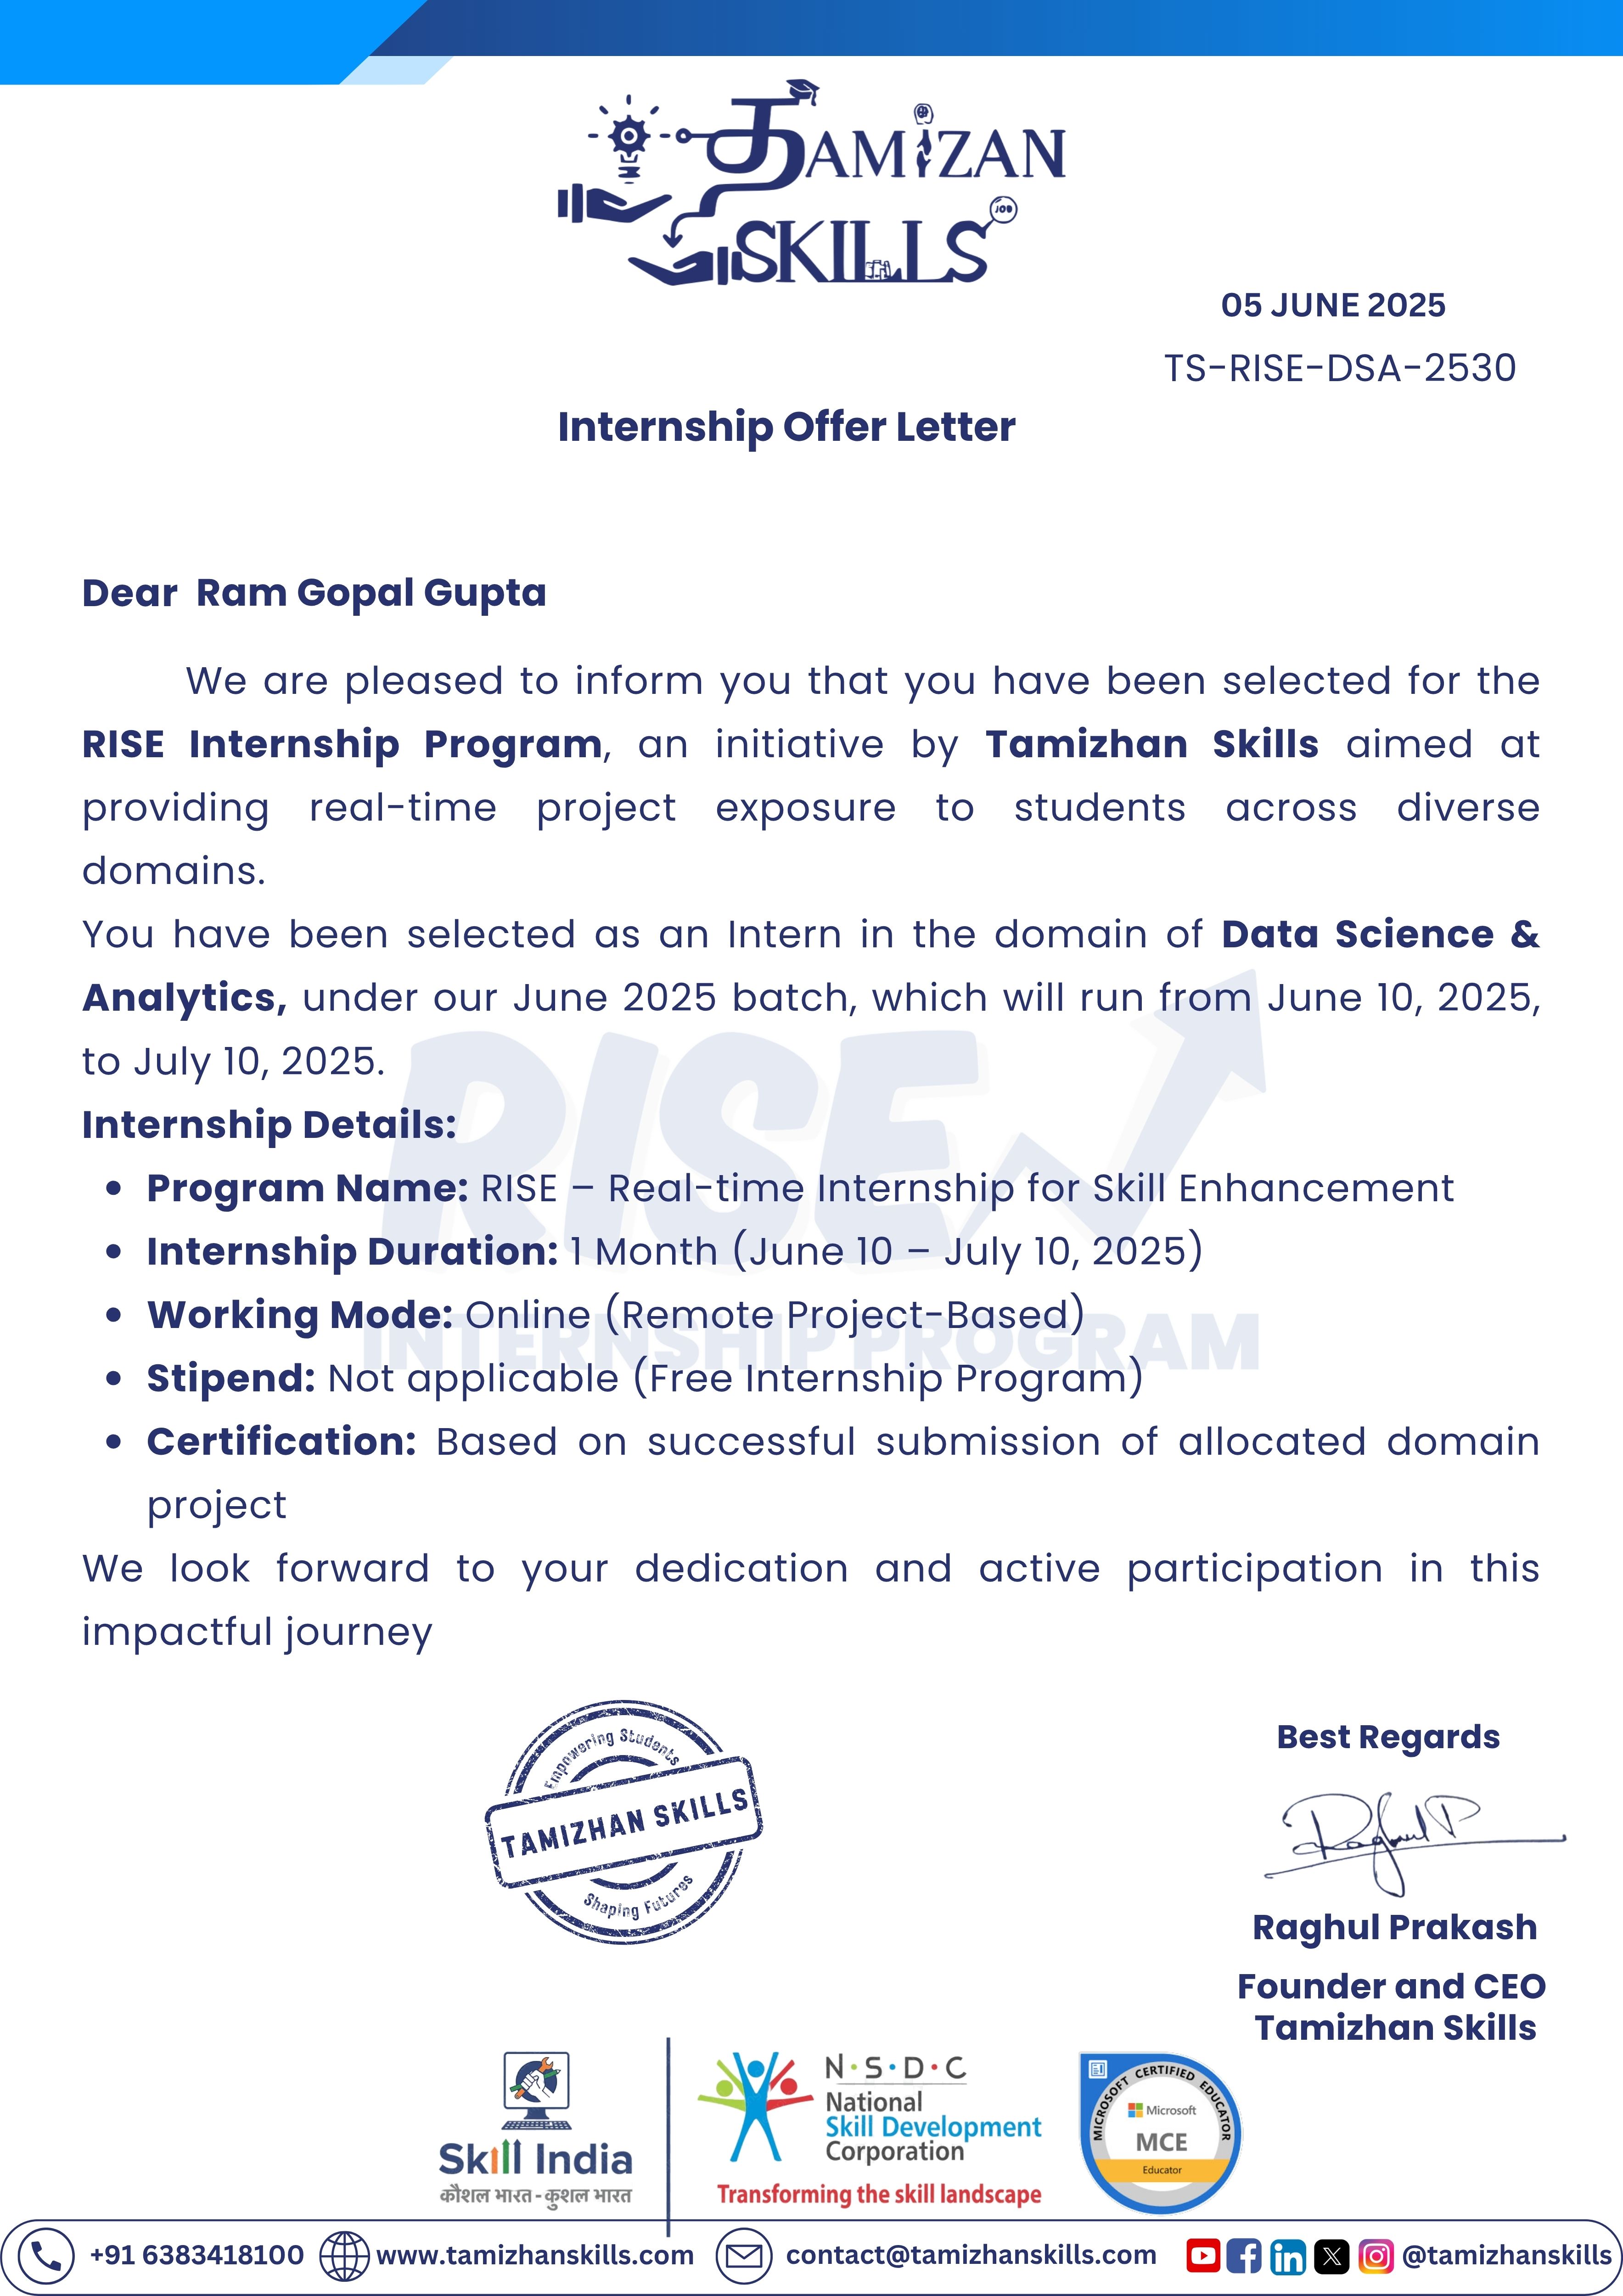 தAMIZAN
SKILLS
JOB
05 JUNE 2025
TS-RISE-DSA-2530
Internship Offer Letter
Dear Ram Gopal Gupta
We are pleased to inform you that you have been selected for the
RISE Internship Program, an initiative by Tamizhan Skills aimed at
providing real-time project exposure to students across diverse
domains.
You have been selected as an Intern in the domain of Data Science &
Analytics, under our June 2025 batch, which will run from June 10, 2025,
to July 10, 2025.
RISE
INTERNSHIP PROGRAM
Internship Details:
• Program Name: RISE – Real-time Internship for Skill Enhancement
• Internship Duration: 1 Month (June 10 – July 10, 2025)
• Working Mode: Online (Remote Project-Based)
• Stipend: Not applicable (Free Internship Program)
• Certification: Based on successful submission of allocated domain
project
We look forward to your dedication and active participation in this
impactful journey
Empowering Students
TAMIZHAN SKILLS
Shaping Futures
Best Regards
Raghul P
Raghul Prakash
Founder and CEO
Tamizhan Skills
Skill India
कौशल भारत - कुशल भारत
N·S·D·C
National
Skill Development
Corporation
Transforming the skill landscape
MICROSOFT CERTIFIED EDUCATOR
Microsoft
MCE
Educator
+91 6383418100 www.tamizhanskills.com contact@tamizhanskills.com @tamizhanskills